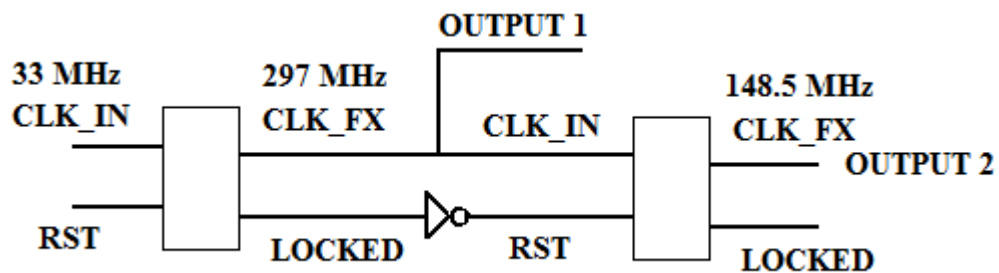 OUTPUT 1
33 MHz
CLK_IN
297 MHz
CLK_FX
CLK_IN
148.5 MHz
CLK_FX
OUTPUT 2
RST
LOCKED
RST
LOCKED